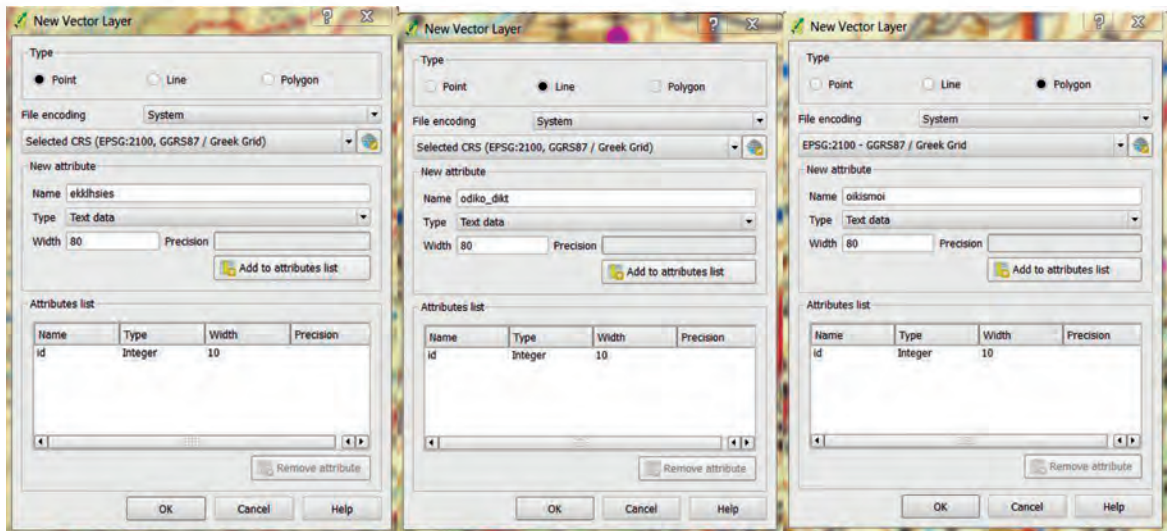 New Vector Layer
Type
Point Line Polygon
File encoding System
Selected CRS (EPSG:2100, GGRS87 / Greek Grid)
New attribute
Name ekklhsies
Type Text data
Width 80 Precision
Add to attributes list
Attributes list
Name Type Width Precision
id Integer 10
Remove attribute
OK Cancel Help
New Vector Layer
Type
Point Line Polygon
File encoding System
Selected CRS (EPSG:2100, GGRS87 / Greek Grid)
New attribute
Name odiko_dikt
Type Text data
Width 80 Precision
Add to attributes list
Attributes list
Name Type Width Precision
id Integer 10
Remove attribute
OK Cancel Help
New Vector Layer
Type
Point Line Polygon
File encoding System
EPSG:2100 - GGRS87 / Greek Grid
New attribute
Name oikismoi
Type Text data
Width 80 Precision
Add to attributes list
Attributes list
Name Type Width Precision
id Integer 10
Remove attribute
OK Cancel Help